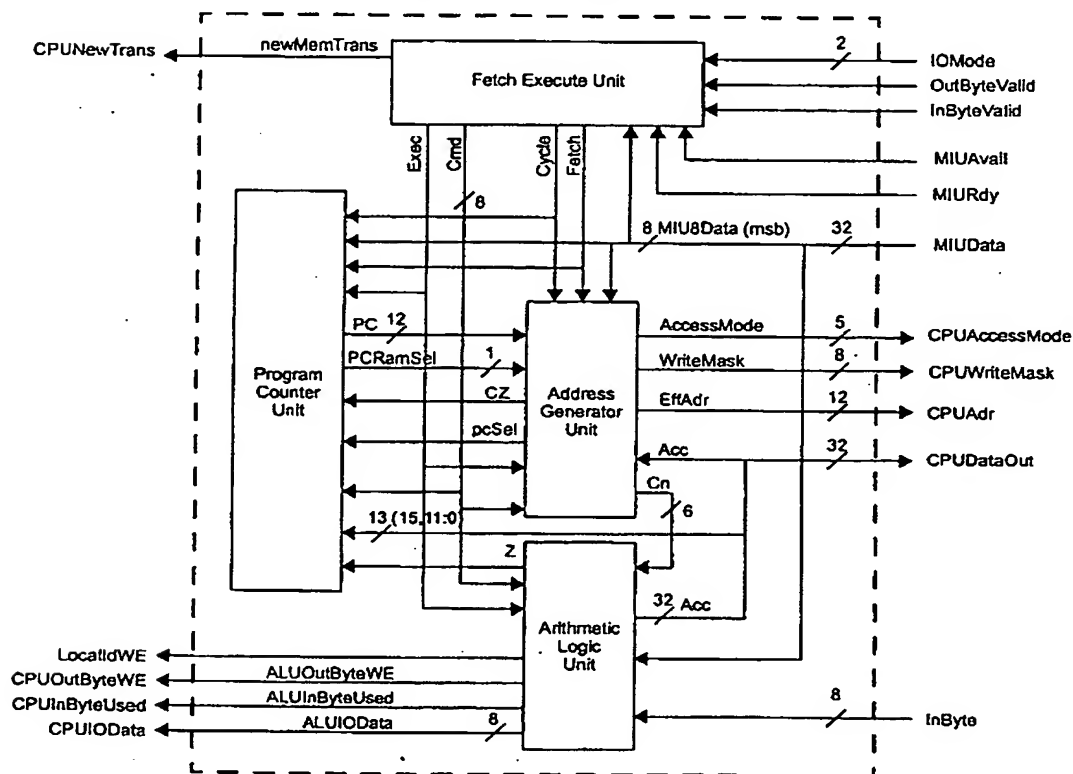 CPUNewTrans
newMemTrans
Fetch Execute Unit
2
IOMode
OutByteValid
InByteValid
MIUAvail
MIURdy
Exec
Cmd
Cycle
Fetch
8
8 MIU8Data (msb)
32
MIUData
PC 12
PCRamSel
1
CZ
pcSel
Program
Counter
Unit
Address
Generator
Unit
AccessMode
5
CPUAccessMode
WriteMask
8
CPUWriteMask
EffAdr
12
CPUAdr
Acc
32
CPUDataOut
Cn
6
13 (15,11:0)
Z
32 Acc
Arithmetic
Logic
Unit
LocalIdWE
CPUOutByteWE
ALUOutByteWE
CPUInByteUsed
ALUInByteUsed
CPUIOData
ALUIOData
8
8
InByte